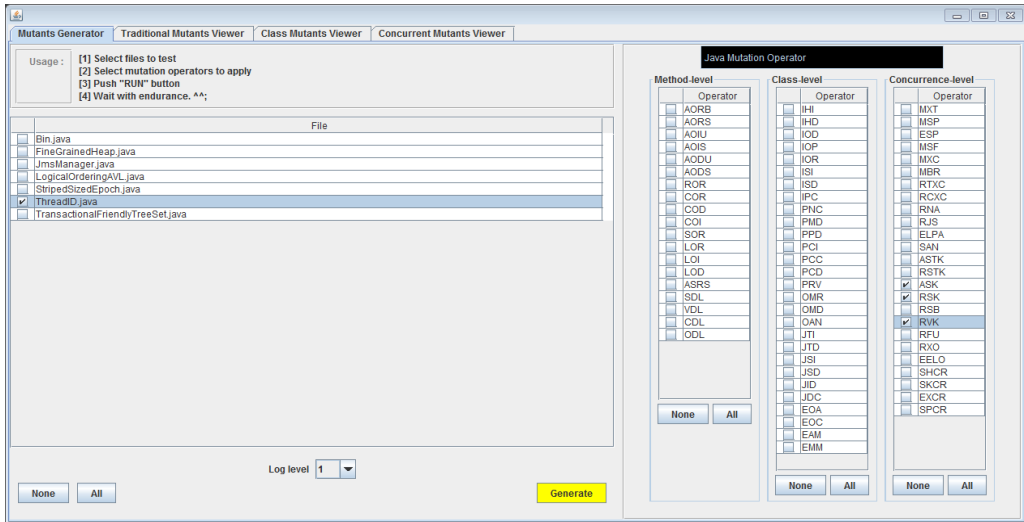 Mutants Generator Traditional Mutants Viewer Class Mutants Viewer Concurrent Mutants Viewer
Usage : [1] Select files to test
[2] Select mutation operators to apply
[3] Push "RUN" button
[4] Wait with endurance. ^^;
File
Bin.java
FineGrainedHeap.java
JmsManager.java
LogicalOrderingAVL.java
StripedSizedEpoch.java
ThreadID.java
TransactionalFriendlyTreeSet.java
Log level 1
None All Generate
Java Mutation Operator
Method-level
Operator
AORB
AORS
AOIU
AOIS
AODU
AODS
ROR
COR
COD
COI
SOR
LOR
LOI
LOD
ASRS
SDL
VDL
CDL
ODL
None All
Class-level
Operator
IHI
IHD
IOD
IOP
IOR
ISI
ISD
IPC
PNC
PMD
PPD
PCI
PCC
PCD
PRV
OMR
OMD
OAN
JTI
JTD
JSI
JSD
JID
JDC
EOA
EOC
EAM
EMM
None All
Concurrence-level
Operator
MXT
MSP
ESP
MSF
MXC
MBR
RTXC
RCXC
RNA
RJS
ELPA
SAN
ASTK
RSTK
ASK
RSK
RSB
RVK
RFU
RXO
EELO
SHCR
SKCR
EXCR
SPCR
None All